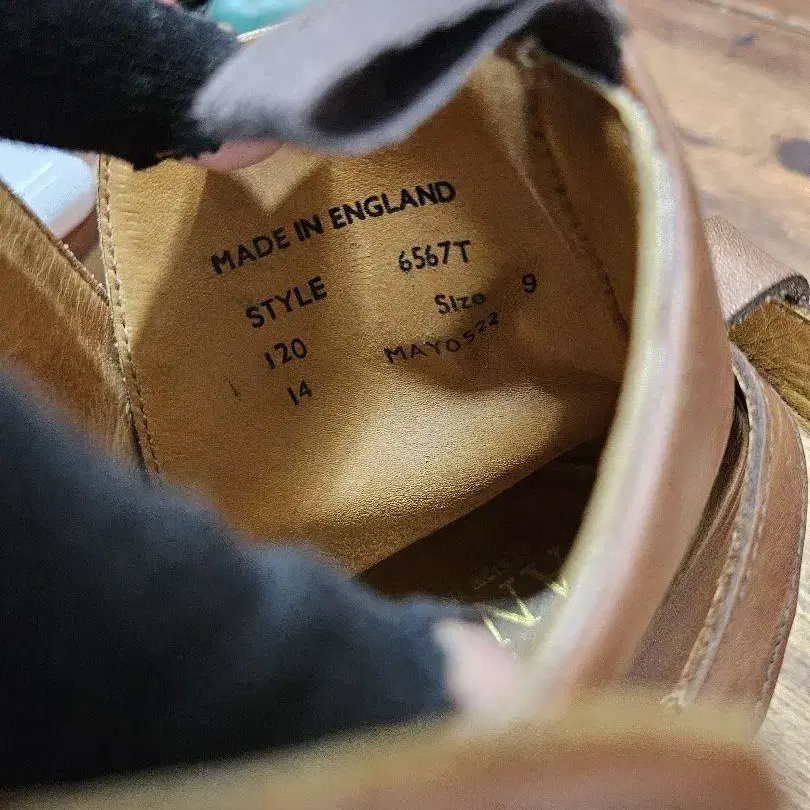 MADE IN ENGLAND
STYLE 6567T
120 Size 9
14 MAY0522